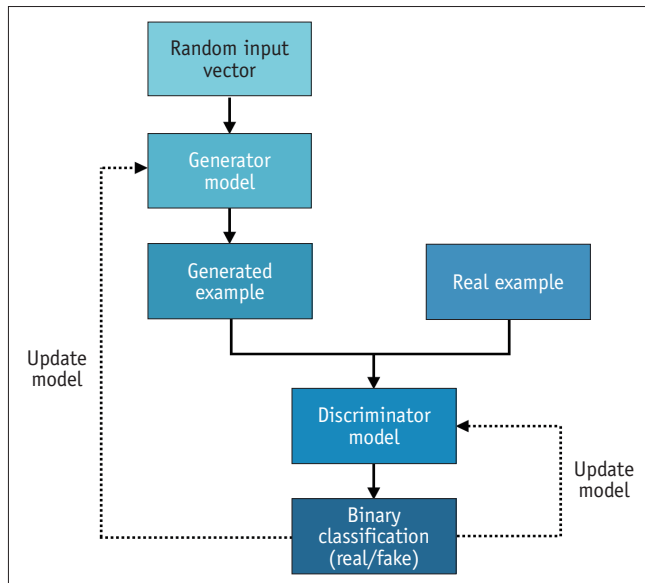 Random input
vector
Generator
model
Generated
example
Real example
Update
model
Discriminator
model
Update
model
Binary
classification
(real/fake)